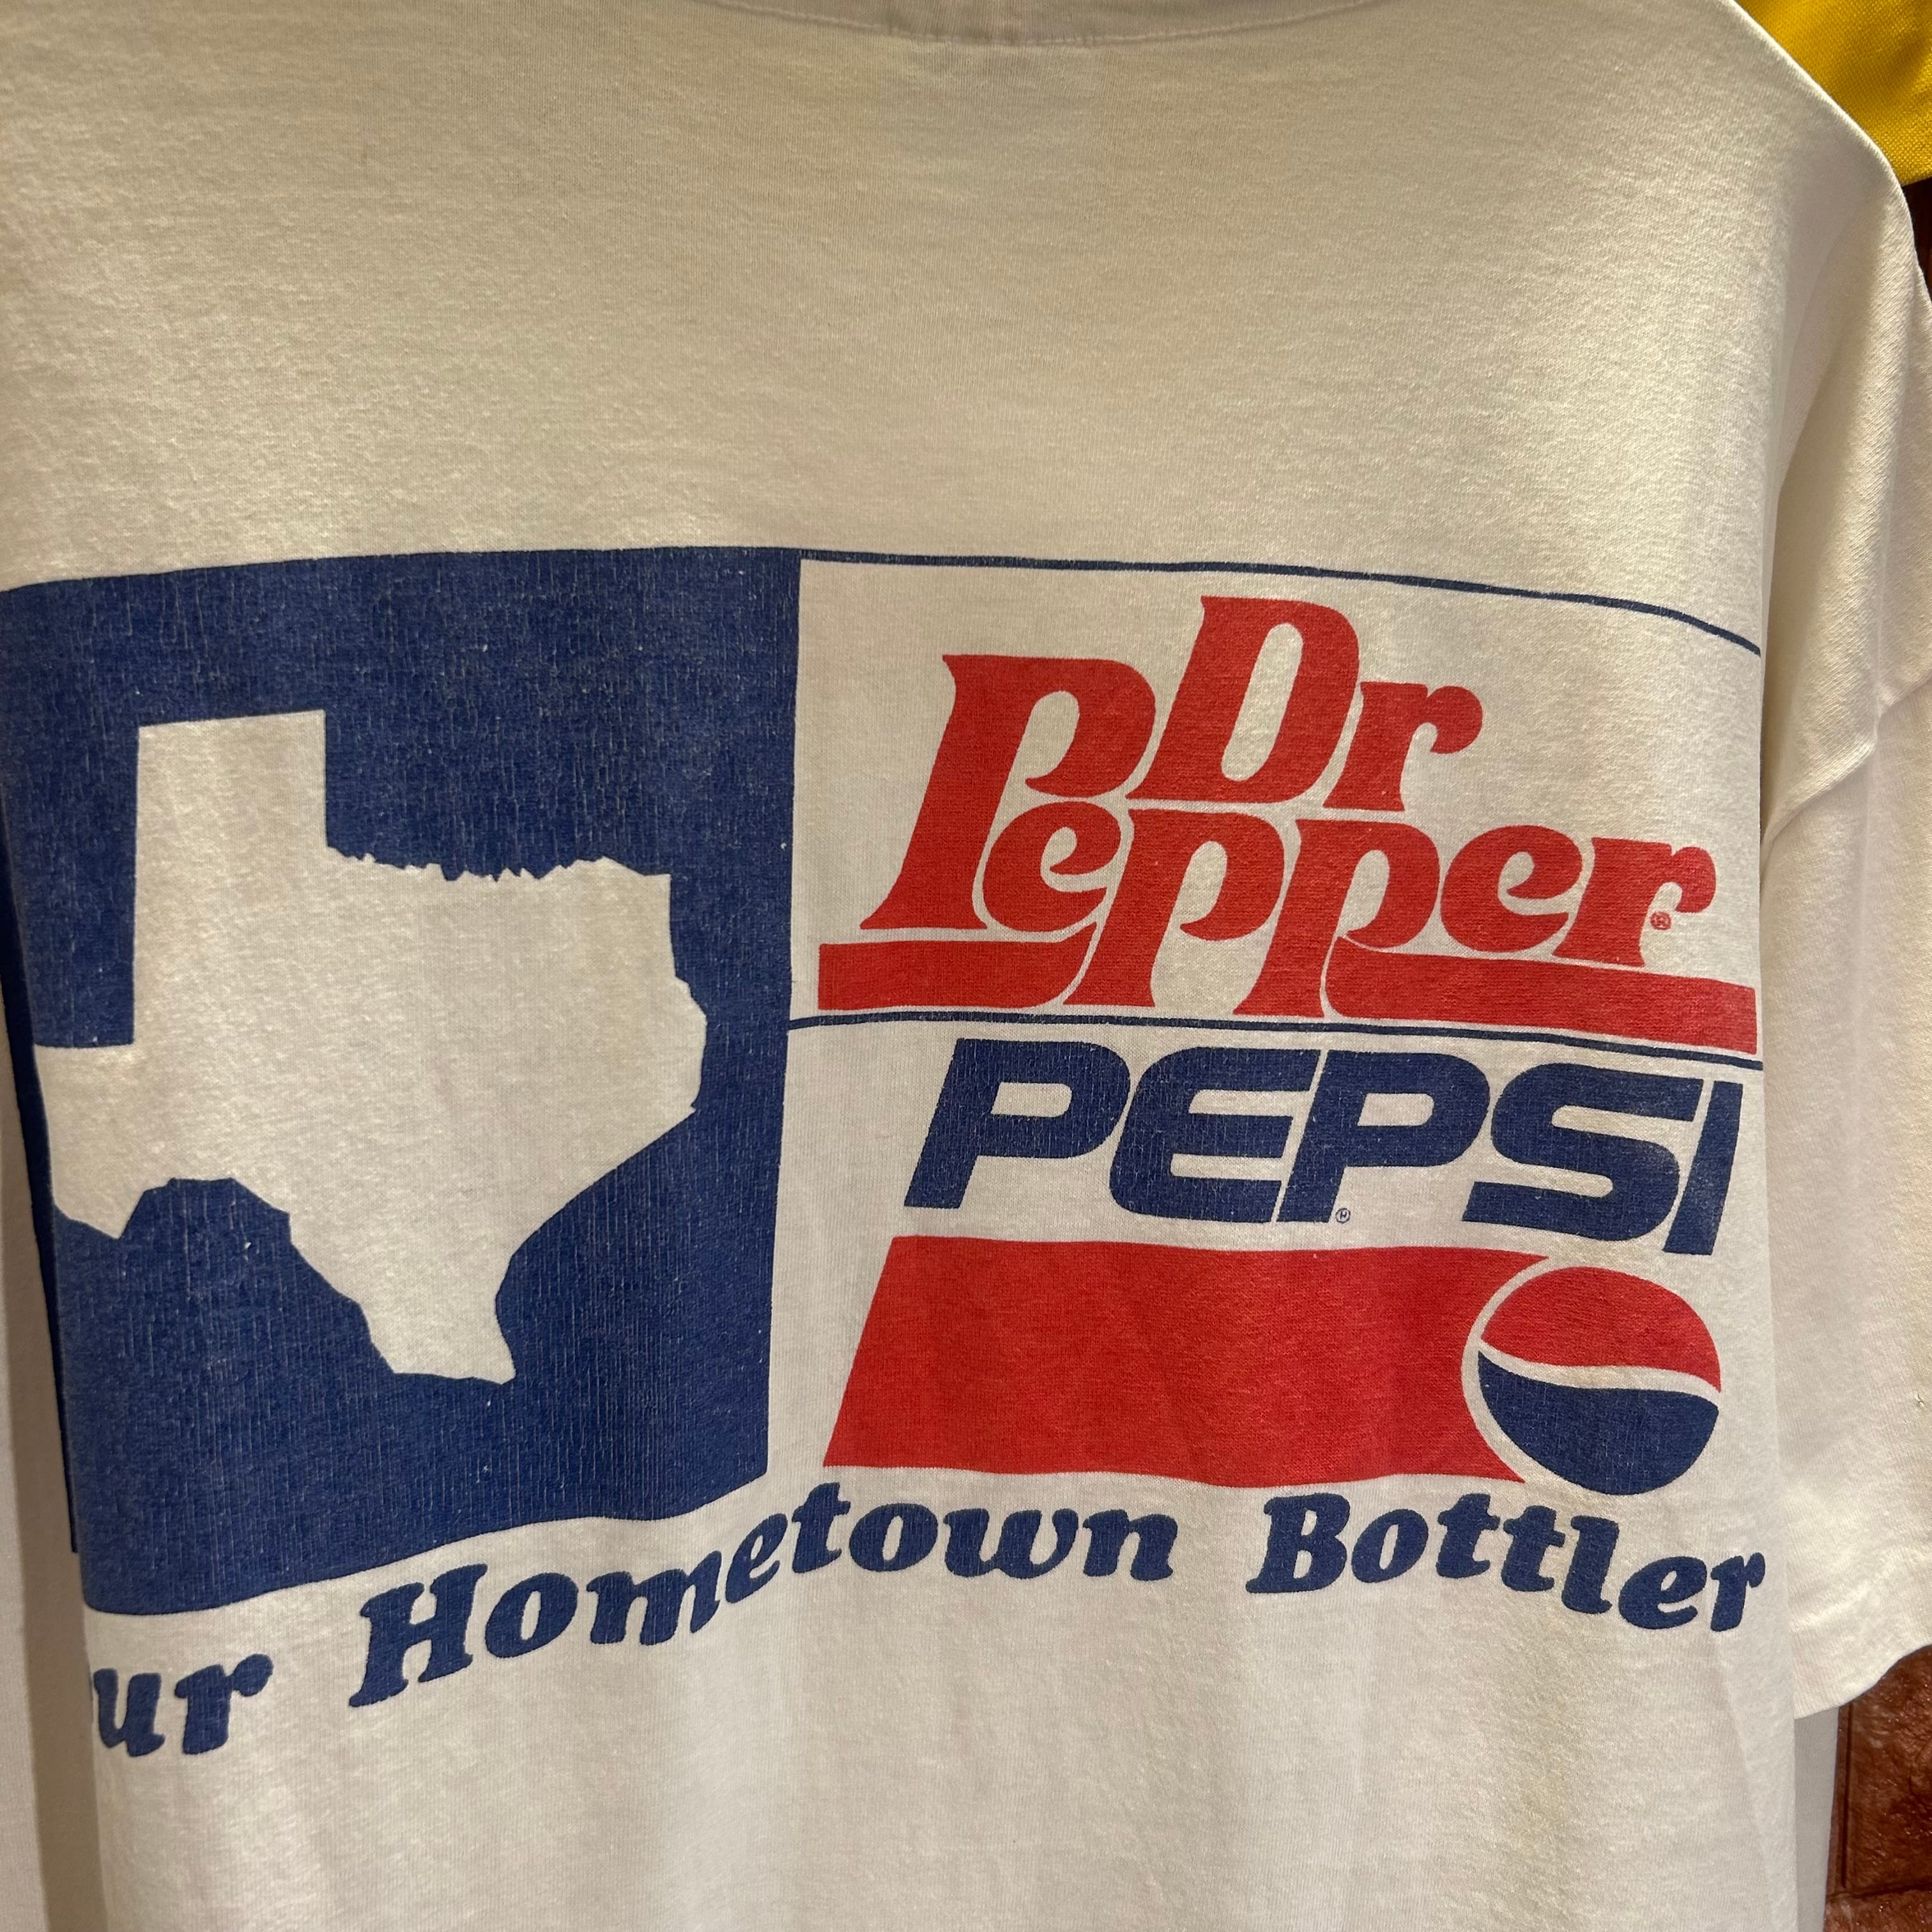 Dr
Pepper®
PEPSI®
ur Hometown Bottler